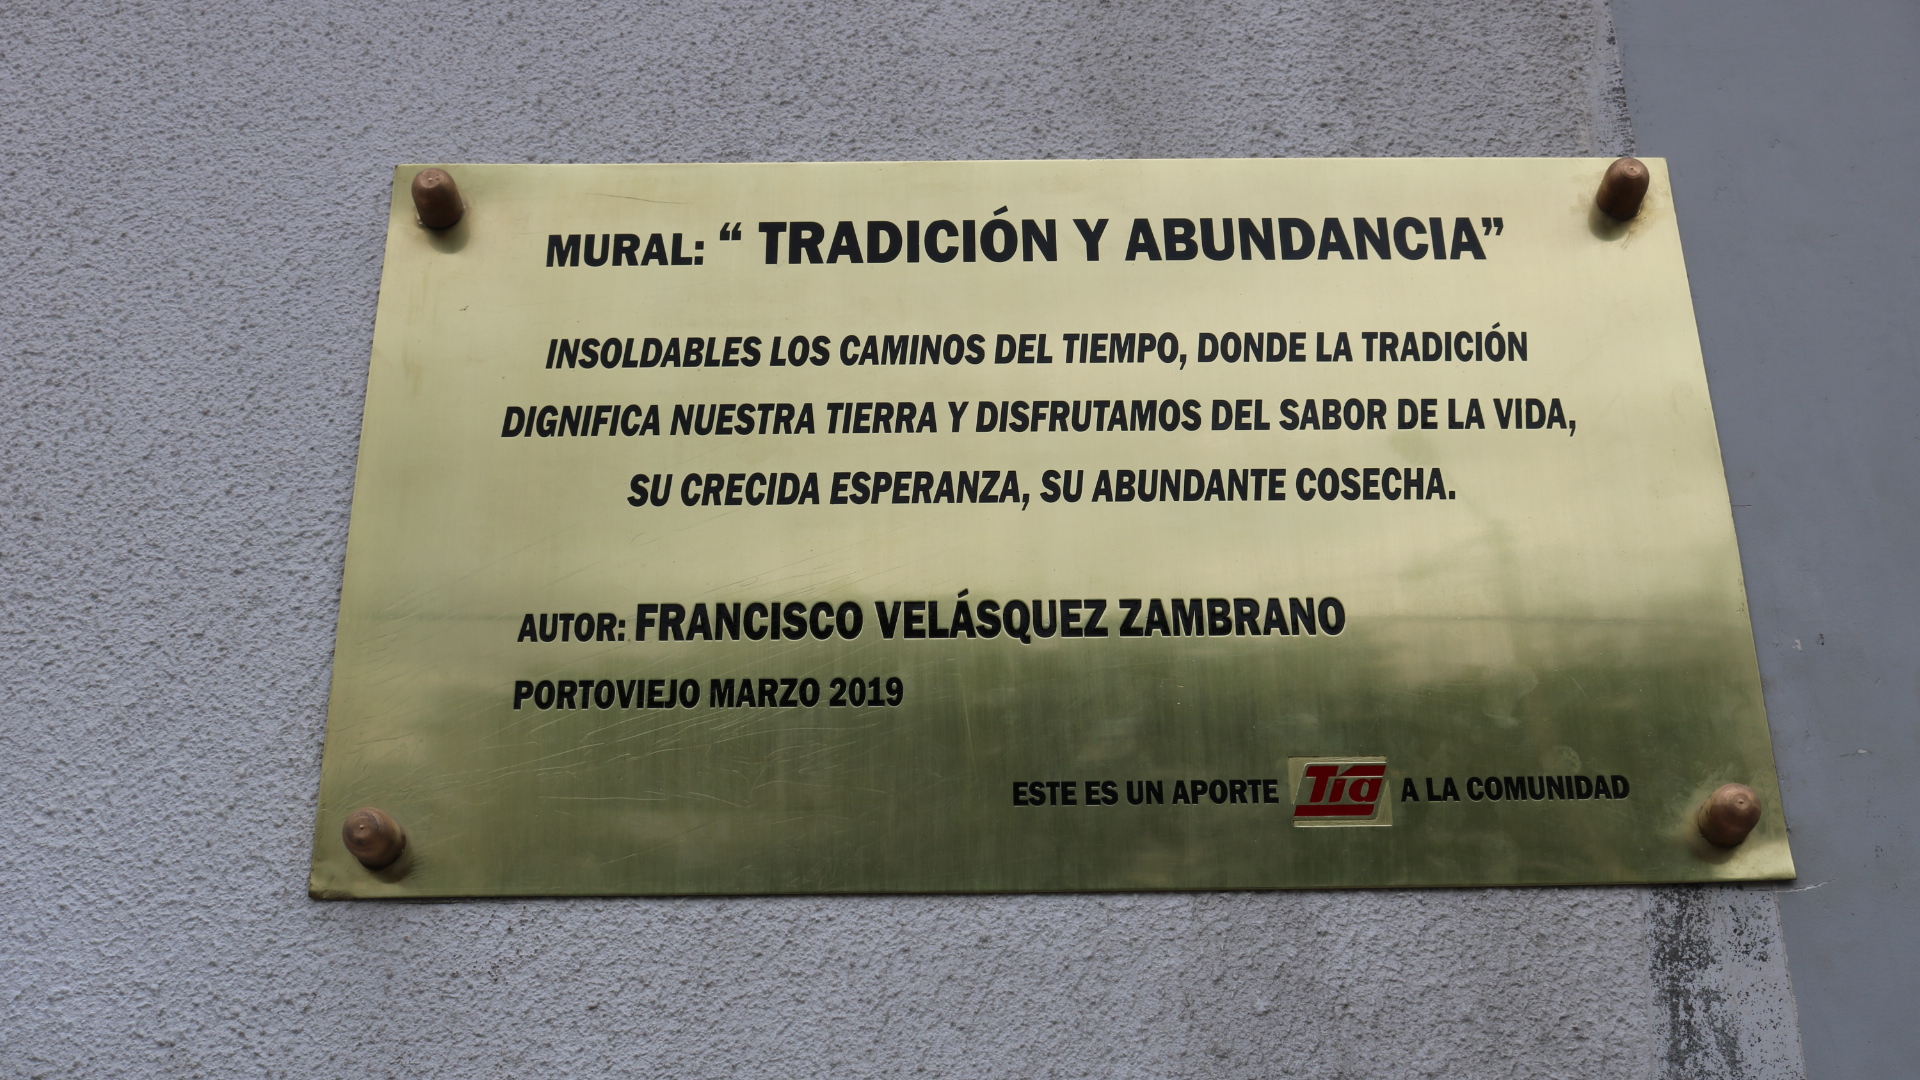 MURAL: “ TRADICIÓN Y ABUNDANCIA”
INSOLDABLES LOS CAMINOS DEL TIEMPO, DONDE LA TRADICIÓN
DIGNIFICA NUESTRA TIERRA Y DISFRUTAMOS DEL SABOR DE LA VIDA,
SU CRECIDA ESPERANZA, SU ABUNDANTE COSECHA.
AUTOR: FRANCISCO VELÁSQUEZ ZAMBRANO
PORTOVIEJO MARZO 2019
ESTE ES UN APORTE Tía A LA COMUNIDAD